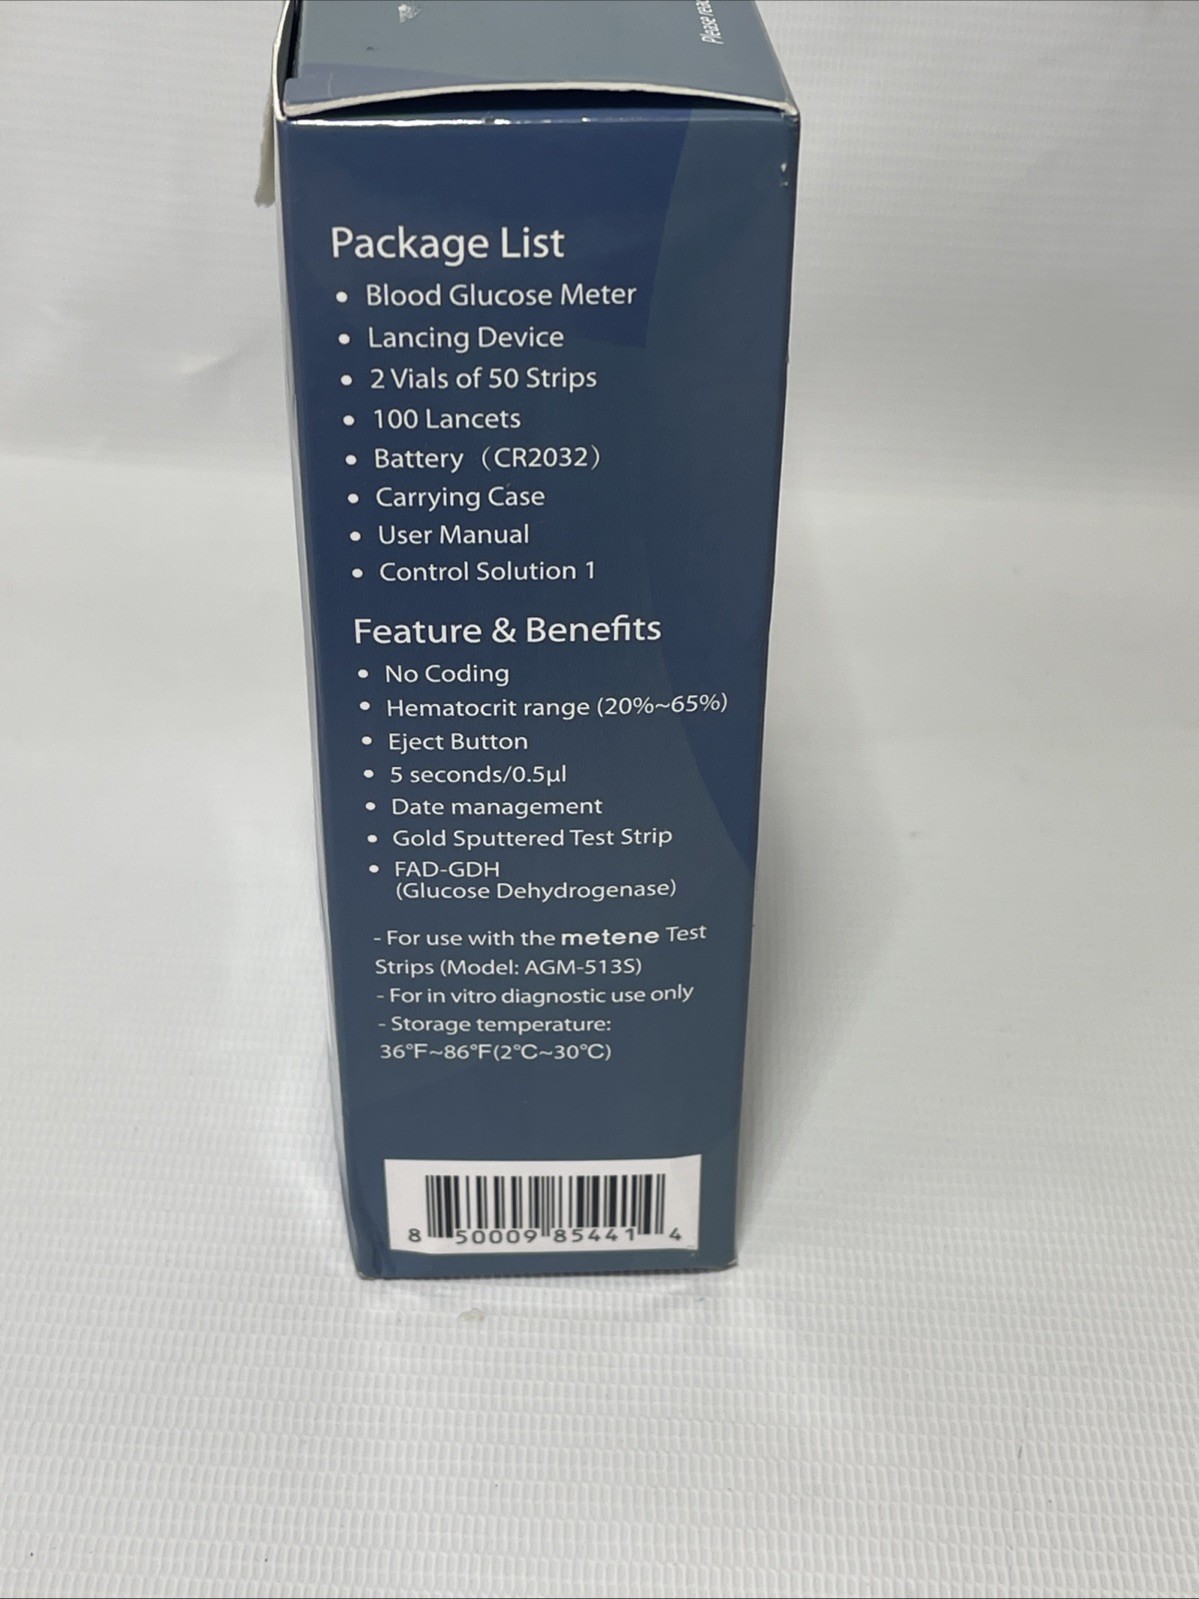 Please
Package List
• Blood Glucose Meter
• Lancing Device
• 2 Vials of 50 Strips
• 100 Lancets
• Battery（CR2032）
• Carrying Case
• User Manual
• Control Solution 1
Feature & Benefits
• No Coding
• Hematocrit range (20%~65%)
• Eject Button
• 5 seconds/0.5µl
• Date management
• Gold Sputtered Test Strip
• FAD-GDH
(Glucose Dehydrogenase)
- For use with the metene Test
Strips (Model: AGM-513S)
- For in vitro diagnostic use only
- Storage temperature:
36°F~86°F(2°C~30°C)
8 50009 85441 4